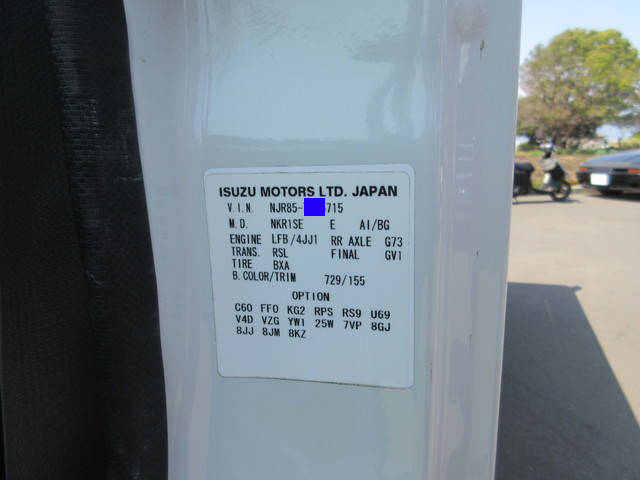 ISUZU MOTORS LTD. JAPAN
V.I.N. NJR85- 715
M.D. NKR1SE E AI/BG
ENGINE LFB/4JJ1 RR AXLE G73
TRANS. RSL FINAL GV1
TIRE BXA
B.COLOR/TRIM 729/155
OPTION
C60 FF0 KG2 RPS RS9 U69
V4D VZG YW1 25W 7VP 8GJ
8JJ 8JM 8KZ